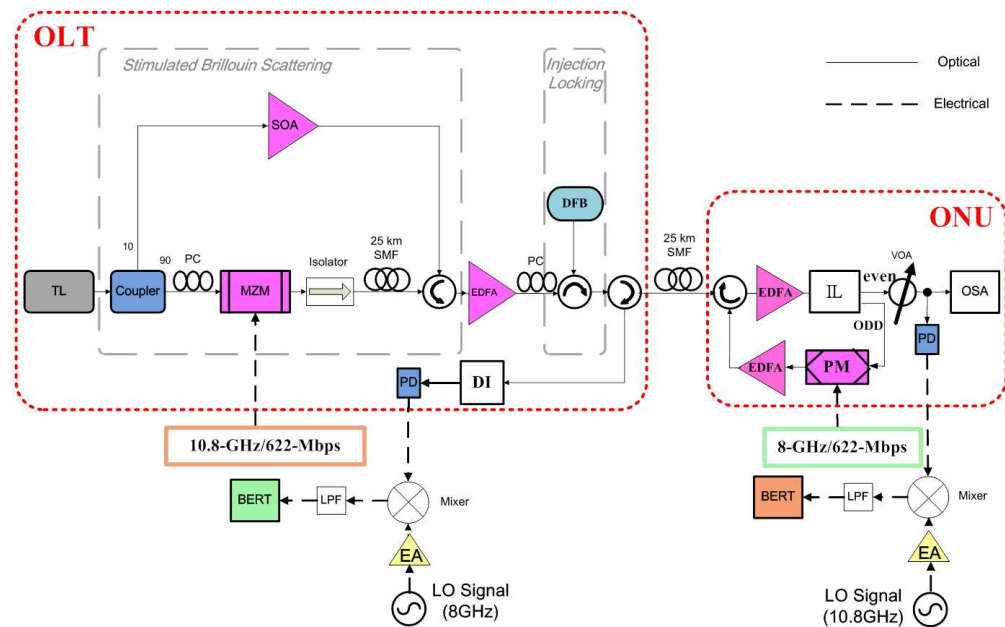 OLT
Stimulated Brillouin Scattering
Injection
Locking
Optical
Electrical
SOA
DFB
ONU
10
90
PC
Isolator
25 km
SMF
PC
25 km
SMF
VOA
TL
Coupler
MZM
EDFA
EDFA
IL
even
OSA
ODD
PD
DI
PD
EDFA
PM
10.8-GHz/622-Mbps
8-GHz/622-Mbps
BERT
LPF
Mixer
BERT
LPF
Mixer
EA
EA
LO Signal
(8GHz)
LO Signal
(10.8GHz)